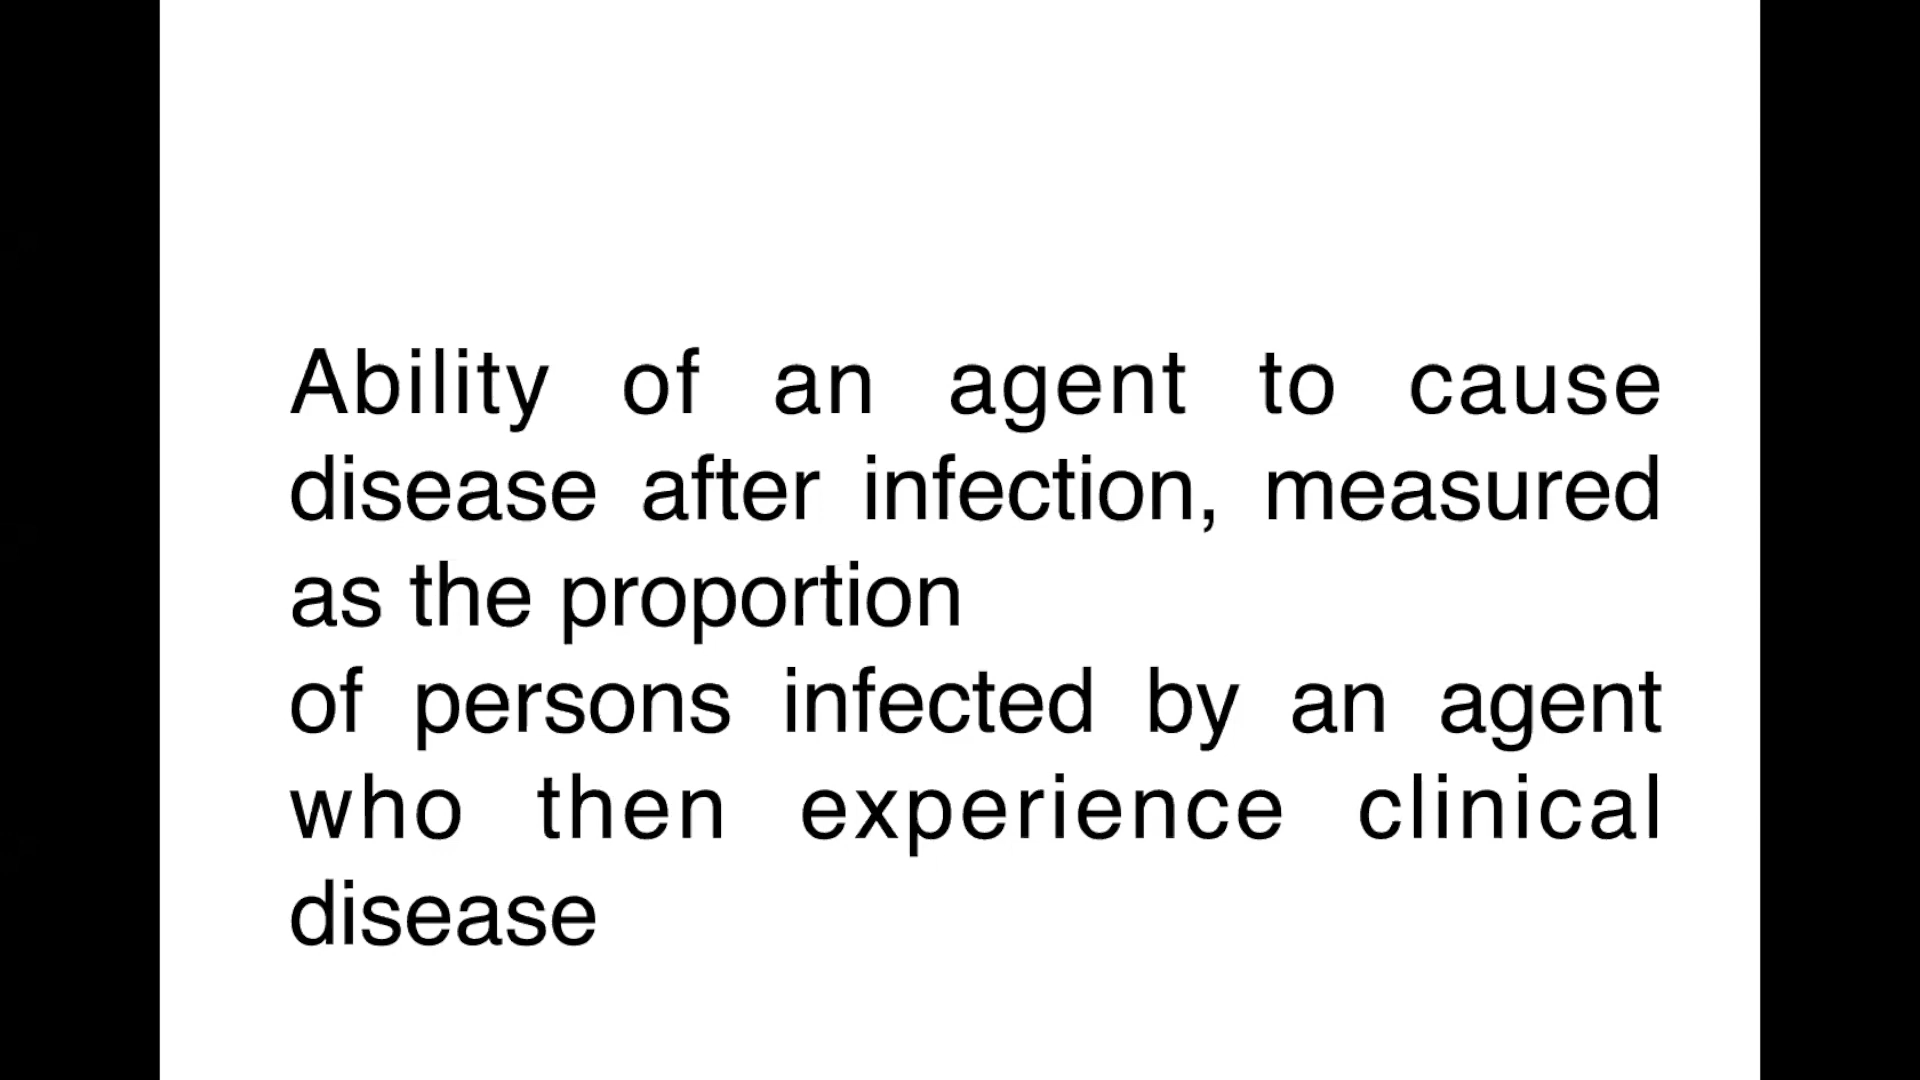 Ability of an agent to cause
disease after infection, measured
as the proportion
of persons infected by an agent
who then experience clinical
disease